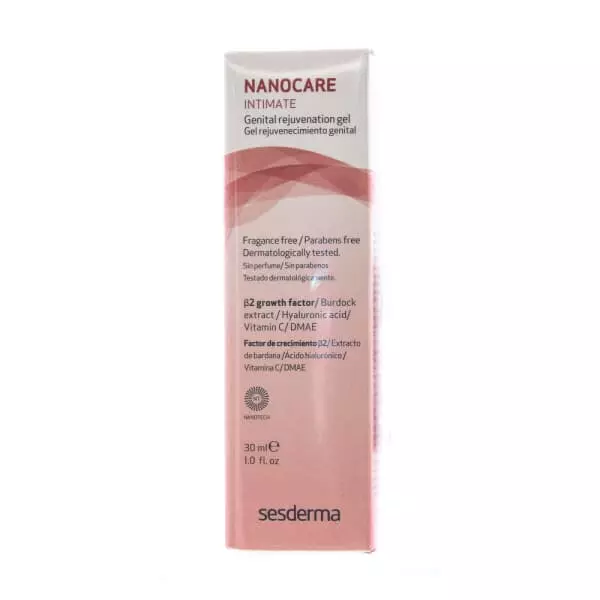 NANOCARE
INTIMATE
Genital rejuvenation gel
Gel rejuvenecimiento genital
Fragance free / Parabens free
Dermatologically tested.
Sin perfume/ Sin parabenos
Testado dermatológicamente.
β2 growth factor/ Burdock
extract / Hyaluronic acid/
Vitamin C/ DMAE
Factor de crecimiento β2/ Extracto
de bardana /Ácido hialurónico /
Vitamina C/ DMAE
NT
NANOTECH
30 ml℮
1.0 fl. oz
sesderma